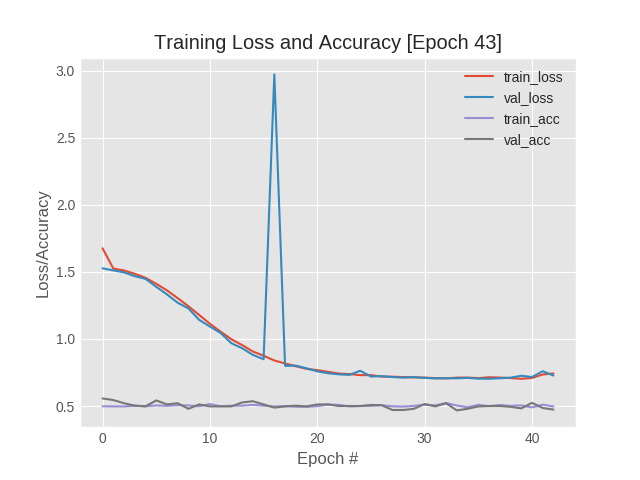 Training Loss and Accuracy [Epoch 43]
3.0
2.5
2.0
1.5
1.0
0.5
Loss/Accuracy
train_loss
val_loss
train_acc
val_acc
0 10 20 30 40
Epoch #